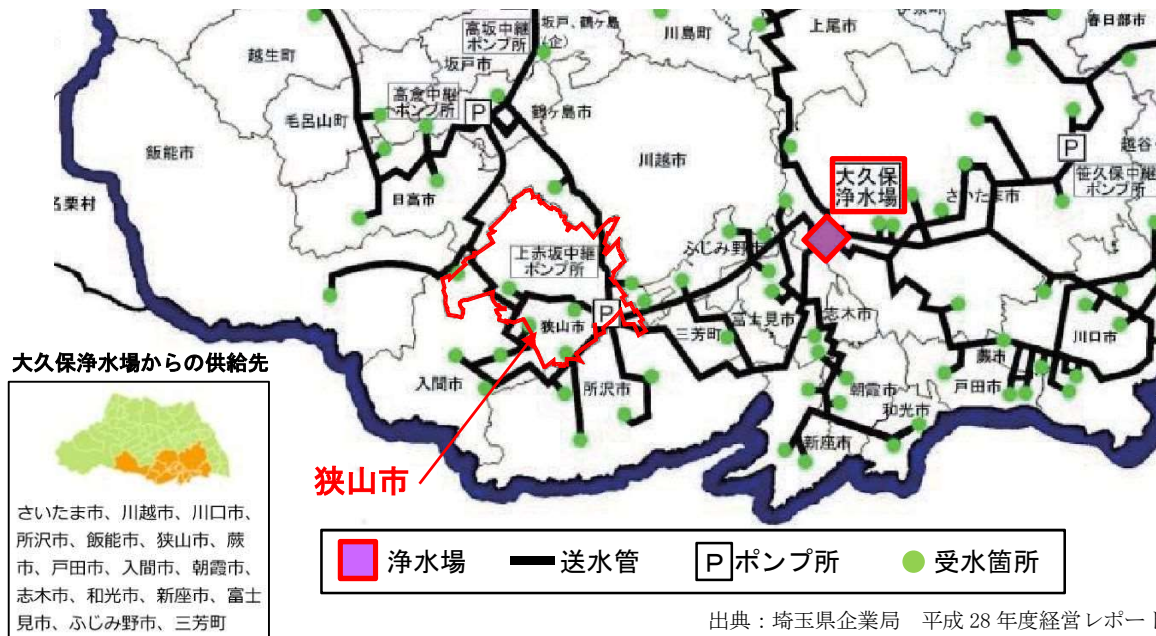 坂戸、鶴ヶ島
(企)
高坂中継
ポンプ所
川島町
上尾市
春日部市
越生町
坂戸市
高倉中継
ポンプ所
P
鶴ヶ島市
毛呂山町
飯能市
川越市
大久保
浄水場
P
越谷
笹久保中継
ポンプ所
さいたま市
名栗村
日高市
ふじみ野市
上赤坂中継
ポンプ所
P
狭山市
三芳町
富士見市
志木市
川口市
蕨市
戸田市
入間市
所沢市
朝霞市
和光市
新座市
狭山市
大久保浄水場からの供給先
さいたま市、川越市、川口市、
所沢市、飯能市、狭山市、蕨
市、戸田市、入間市、朝霞市、
志木市、和光市、新座市、富士
見市、ふじみ野市、三芳町
浄水場 送水管 Pポンプ所 受水箇所
出典：埼玉県企業局 平成 28 年度経営レポート